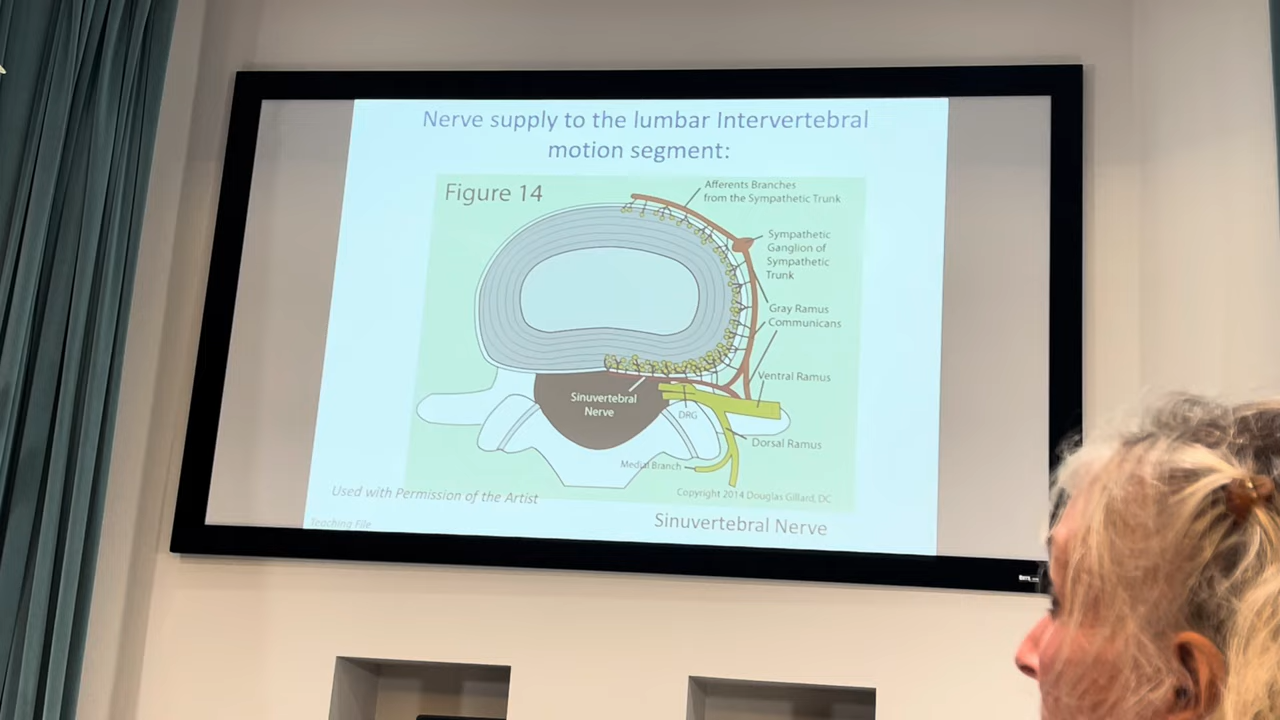 Nerve supply to the lumbar Intervertebral
motion segment:
Figure 14
Afferents Branches
from the Sympathetic Trunk
Sympathetic
Ganglion of
Sympathetic
Trunk
Gray Ramus
Communicans
Ventral Ramus
Sinuvertebral
Nerve
DRG
Dorsal Ramus
Medial Branch
Used with Permission of the Artist
Copyright 2014 Douglas Gillard, DC
Teaching File
Sinuvertebral Nerve